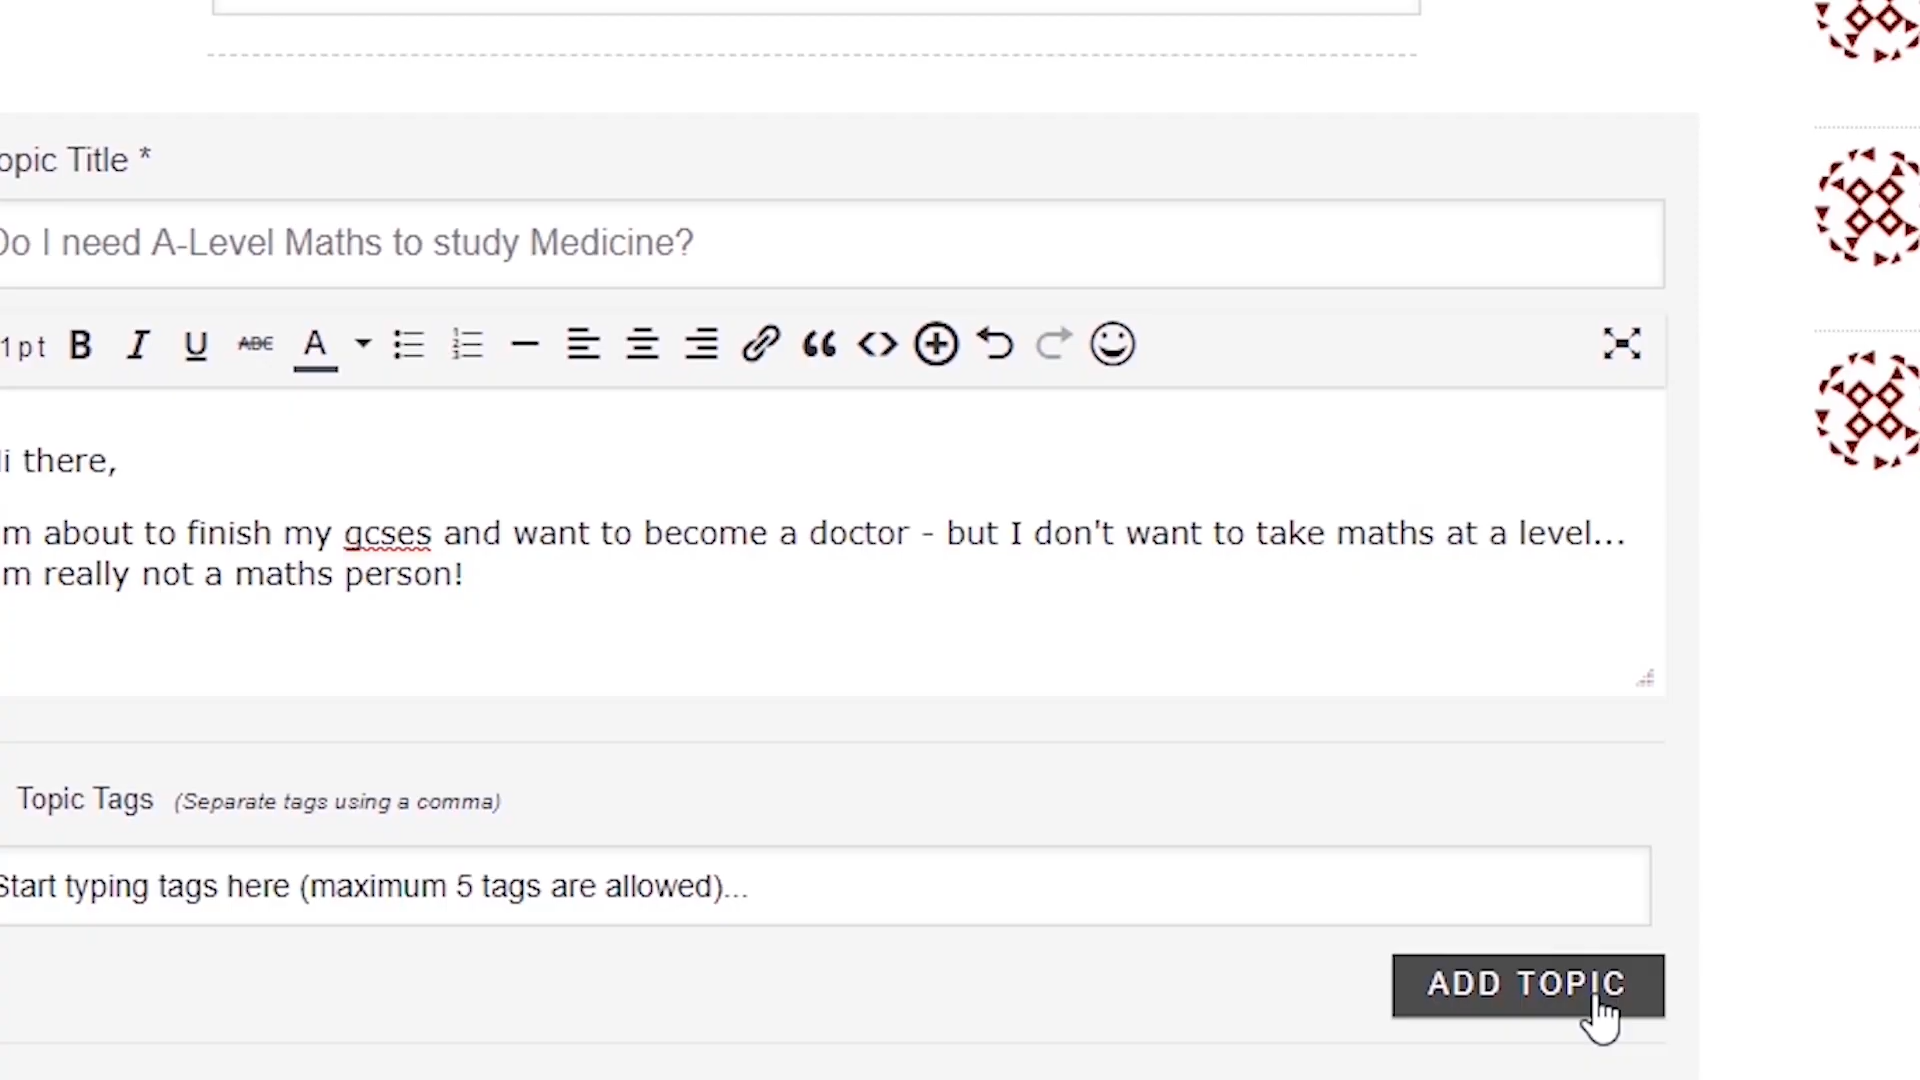 opic Title *
Do I need A-Level Maths to study Medicine?
1pt B I U ABC A
i there,
m about to finish my gcses and want to become a doctor - but I don't want to take maths at a level...
m really not a maths person!
Topic Tags (Separate tags using a comma)
Start typing tags here (maximum 5 tags are allowed)...
ADD TOPIC